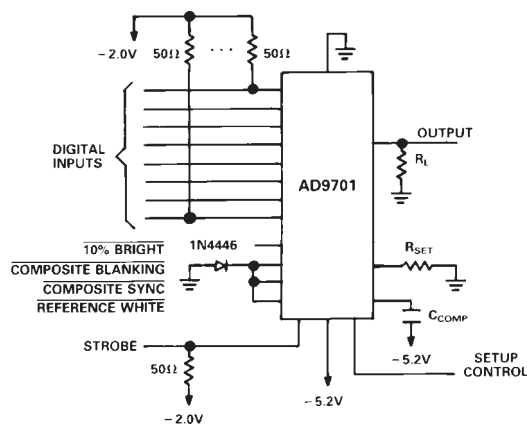 -2.0V
50Ω
...
50Ω
DIGITAL
INPUTS
AD9701
OUTPUT
R_L
10% BRIGHT
1N4446
COMPOSITE BLANKING
COMPOSITE SYNC
REFERENCE WHITE
R_SET
C_COMP
-5.2V
STROBE
50Ω
-2.0V
-5.2V
SETUP
CONTROL